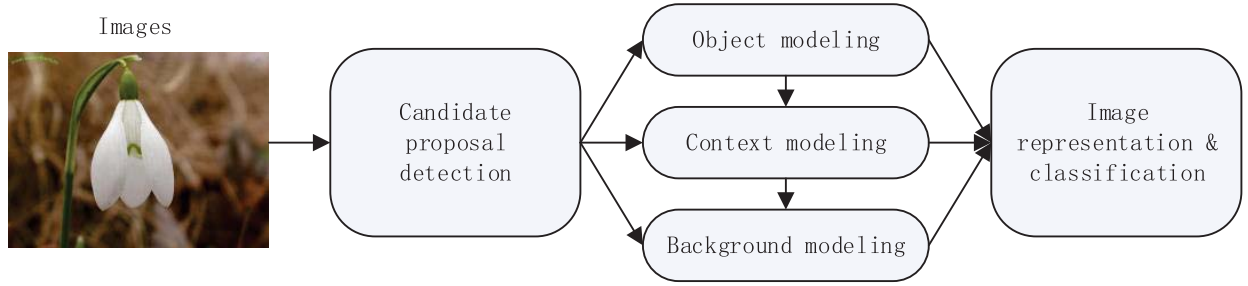 Images
Candidate
proposal
detection
Object modeling
Context modeling
Background modeling
Image
representation &
classification